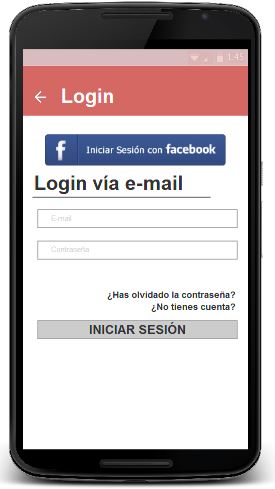 1:45
Login
f Iniciar Sesión con facebook
Login vía e-mail
E-mail
Contraseña
¿Has olvidado la contraseña?
¿No tienes cuenta?
INICIAR SESIÓN